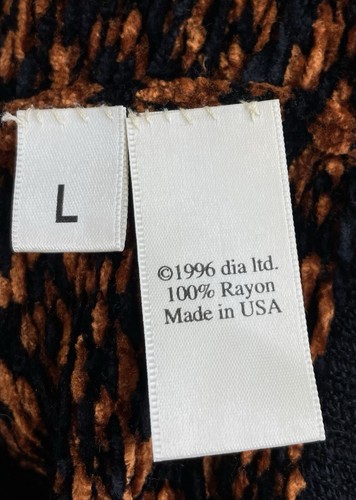 L
©1996 dia ltd.
100% Rayon
Made in USA